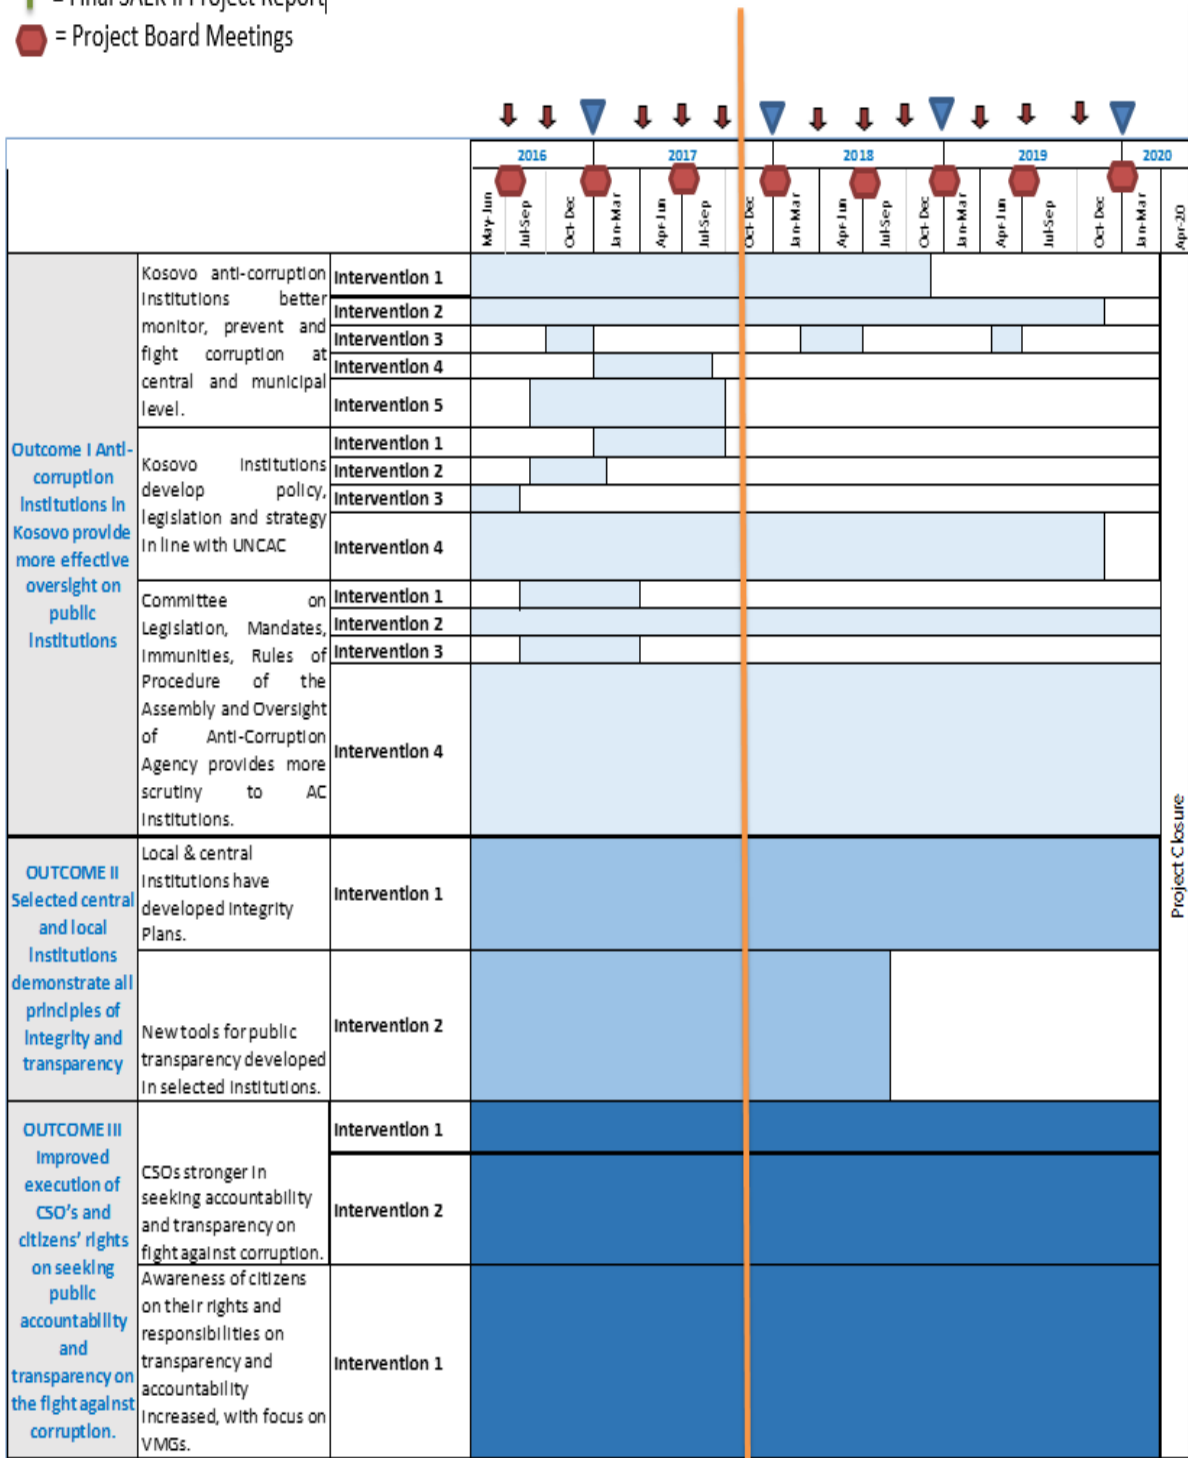 = Final SAEK II Project Report
= Project Board Meetings
2016 2017 2018 2019 2020
May-Jun Jul-Sep Oct-Dec Jan-Mar Apr-Jun Jul-Sep Oct-Dec Jan-Mar Apr-Jun Jul-Sep Oct-Dec Jan-Mar Apr-Jun Jul-Sep Oct-Dec Jan-Mar Apr-20
Outcome I Anti-
corruption
institutions in
Kosovo provide
more effective
oversight on
public
institutions
Kosovo anti-corruption
institutions better
monitor, prevent and
fight corruption at
central and municipal
level.
Intervention 1
Intervention 2
Intervention 3
Intervention 4
Intervention 5
Kosovo institutions
develop policy,
legislation and strategy
in line with UNCAC
Intervention 1
Intervention 2
Intervention 3
Intervention 4
Committee on
Legislation, Mandates,
Immunities, Rules of
Procedure of the
Assembly and Oversight
of Anti-Corruption
Agency provides more
scrutiny to AC
institutions.
Intervention 1
Intervention 2
Intervention 3
Intervention 4
OUTCOME II
Selected central
and local
institutions
demonstrate all
principles of
integrity and
transparency
Local & central
institutions have
developed Integrity
Plans.
Intervention 1
New tools for public
transparency developed
in selected institutions.
Intervention 2
OUTCOME III
Improved
execution of
CSO's and
citizens' rights
on seeking
public
accountability
and
transparency on
the fight against
corruption.
CSOs stronger in
seeking accountability
and transparency on
fight against corruption.
Intervention 1
Intervention 2
Awareness of citizens
on their rights and
responsibilities on
transparency and
accountability
increased, with focus on
VMGs.
Intervention 1
Project Closure